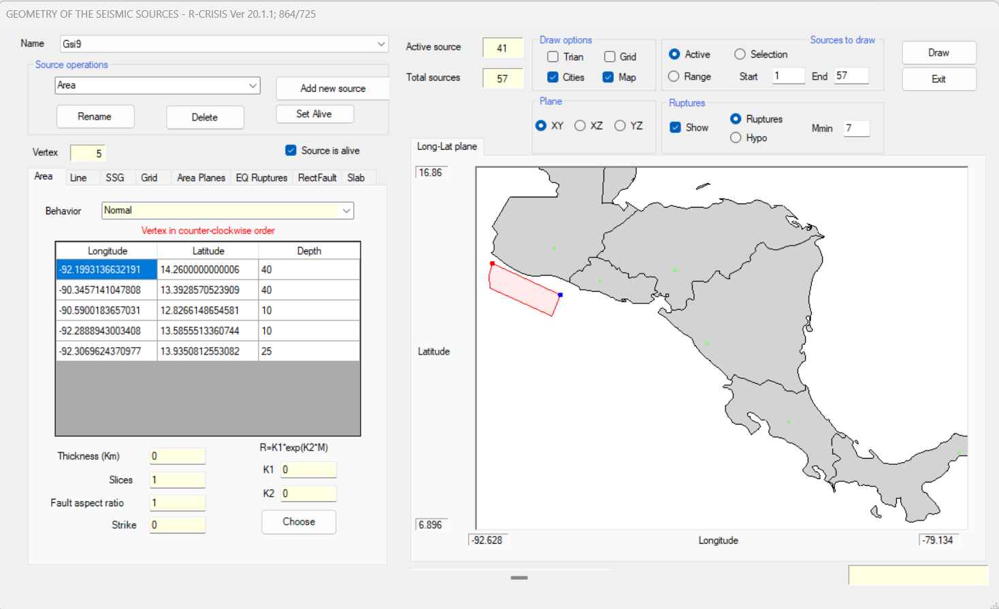 GEOMETRY OF THE SEISMIC SOURCES - R-CRISIS Ver 20.1.1; 864/725
Name Gsi9
Source operations
Area
Add new source
Rename Delete Set Alive
Vertex 5 Source is alive
Area Line SSG Grid Area Planes EQ Ruptures RectFault Slab
Behavior Normal
Vertex in counter-clockwise order
Longitude Latitude Depth
-92.1993136632191 14.2600000000006 40
-90.3457141047808 13.3928570523909 40
-90.5900183657031 12.8266148654581 10
-92.2888943003408 13.5855513360744 10
-92.3069624370977 13.9350812553082 25
Thickness (Km) 0
Slices 1
Fault aspect ratio 1
Strike 0
R=K1*exp(K2*M)
K1 0
K2 0
Choose
Active source 41
Total sources 57
Draw options
Trian Grid
Cities Map
Sources to draw
Active Selection
Range Start 1 End 57
Draw
Exit
Plane
XY XZ YZ
Ruptures
Show Ruptures
Hypo
Mmin 7
Long-Lat plane
16.86
Latitude
6.896
-92.628 Longitude -79.134